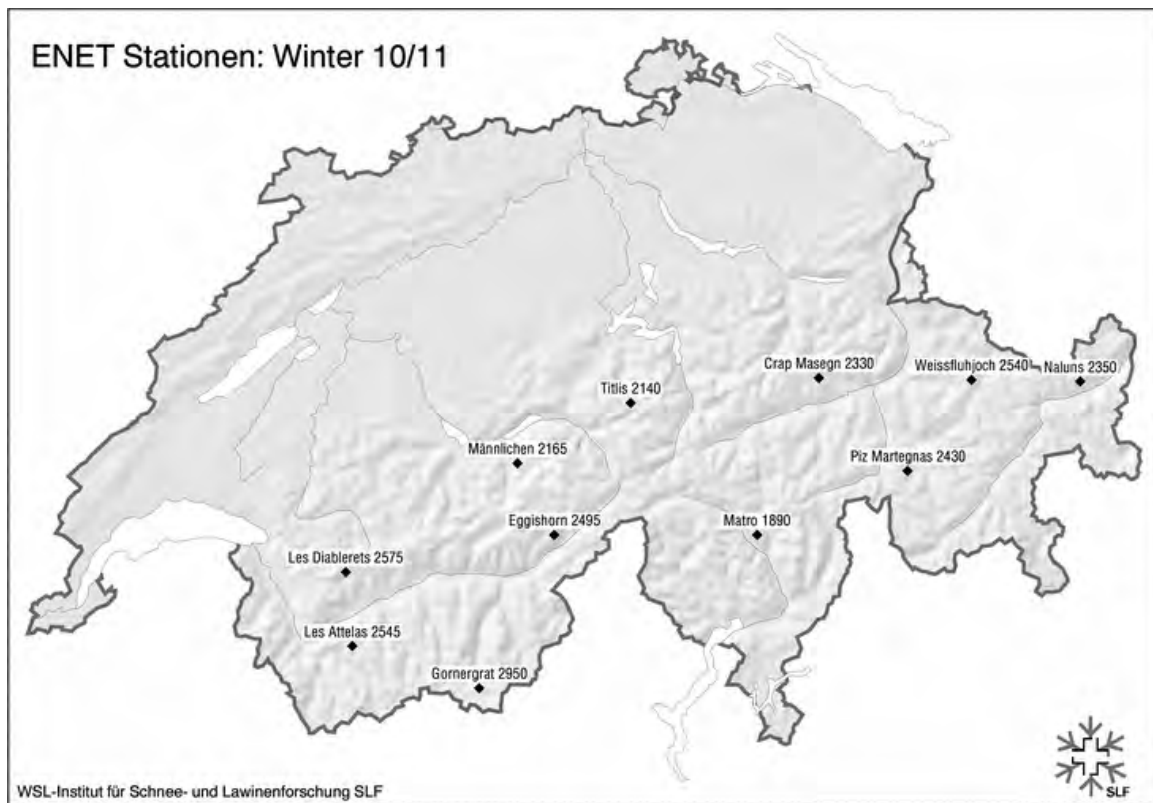 ENET Stationen: Winter 10/11
Crap Masegn 2330
Weissfluhjoch 2540
Naluns 2350
Titlis 2140
Männlichen 2165
Piz Martegnas 2430
Eggishorn 2495
Matro 1890
Les Diablerets 2575
Les Attelas 2545
Gornergrat 2950
WSL-Institut für Schnee- und Lawinenforschung SLF
SLF